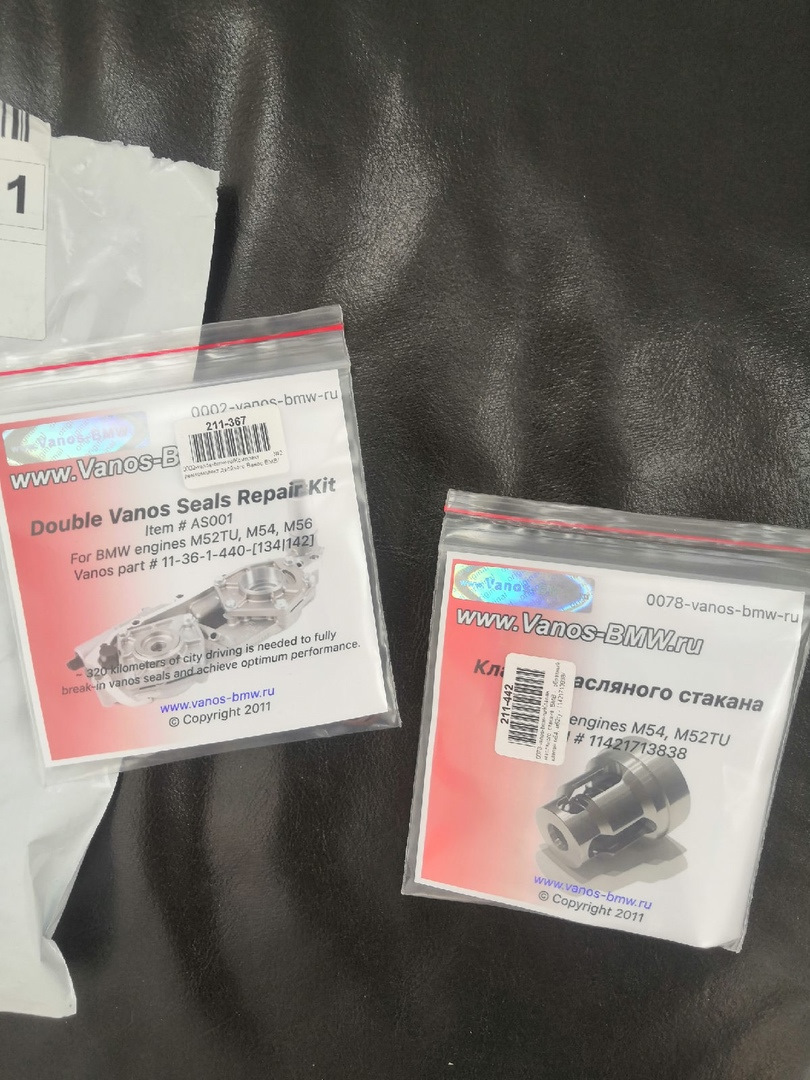 1
0002-vanos-bmw-ru
Vanos-BMW
211-367
www.Vanos-B
Double Vanos Seals Repair Kit
Item # AS001
For BMW engines M52TU, M54, M56
Vanos part # 11-36-1-440-[134|142]
~ 320 kilometers of city driving is needed to fully
break-in vanos seals and achieve optimum performance.
www.vanos-bmw.ru
© Copyright 2011
0078-vanos-bmw-ru
www.Vanos
www.Vanos-BMW.ru
Кла асляного стакана
211-442
engines M54, M52TU
# 11421713838
www.vanos-bmw.ru
© Copyright 2011